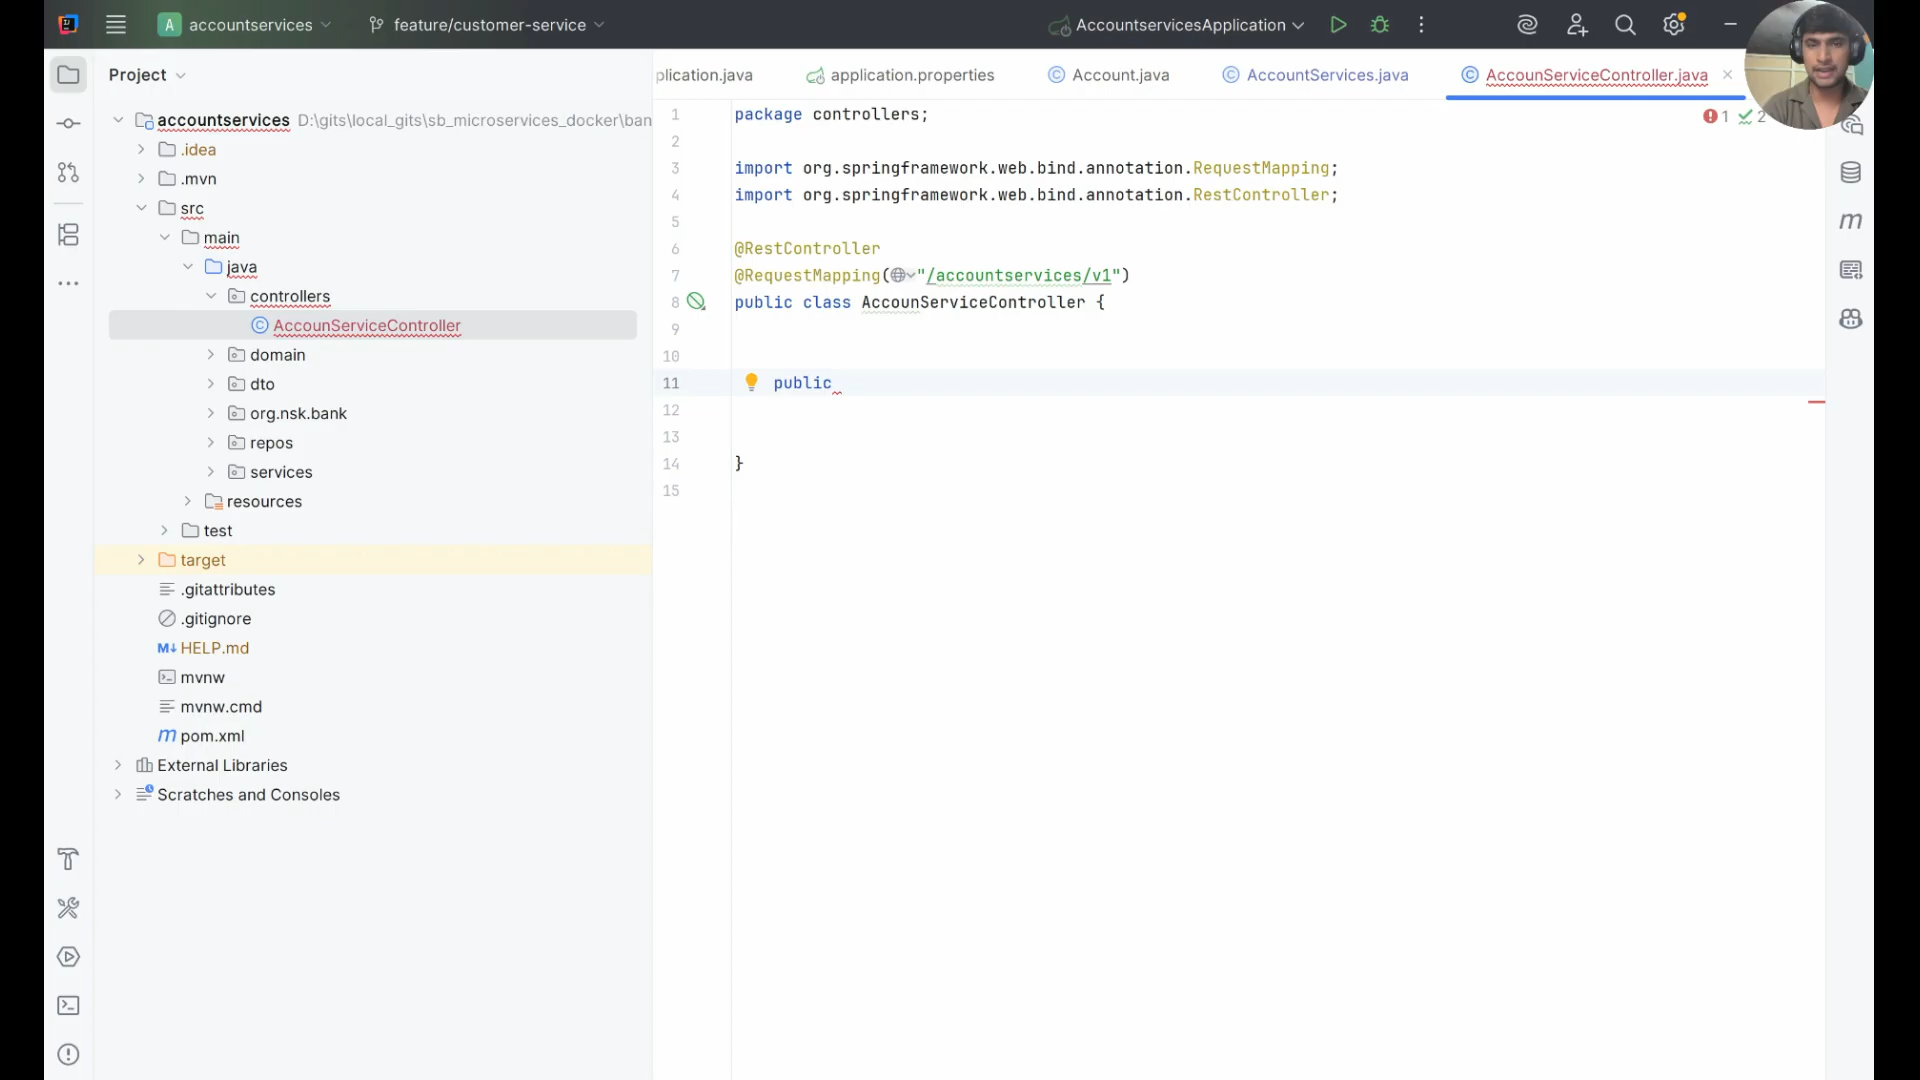 A accountservices
feature/customer-service
AccountservicesApplication
Project
plication.java
application.properties
Account.java
AccountServices.java
AccounServiceController.java
accountservices D:\gits\local_gits\sb_microservices_docker\ban
.idea
.mvn
src
main
java
controllers
AccounServiceController
domain
dto
org.nsk.bank
repos
services
resources
test
target
.gitattributes
.gitignore
M↓ HELP.md
mvnw
mvnw.cmd
m pom.xml
External Libraries
Scratches and Consoles
1 package controllers;
2
3 import org.springframework.web.bind.annotation.RequestMapping;
4 import org.springframework.web.bind.annotation.RestController;
5
6 @RestController
7 @RequestMapping("/accountservices/v1")
8 public class AccounServiceController {
9
10
11 public
12
13
14 }
15
1 2
m